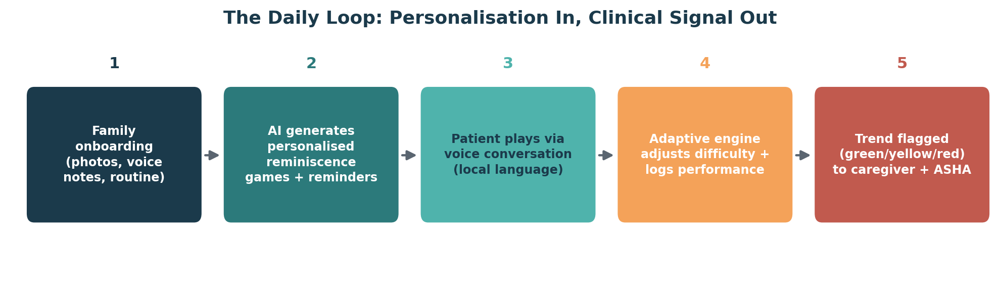 The Daily Loop: Personalisation In, Clinical Signal Out
1
2
3
4
5
Family
onboarding
(photos, voice
notes, routine)
AI generates
personalised
reminiscence
games + reminders
Patient plays via
voice conversation
(local language)
Adaptive engine
adjusts difficulty +
logs performance
Trend flagged
(green/yellow/red)
to caregiver + ASHA